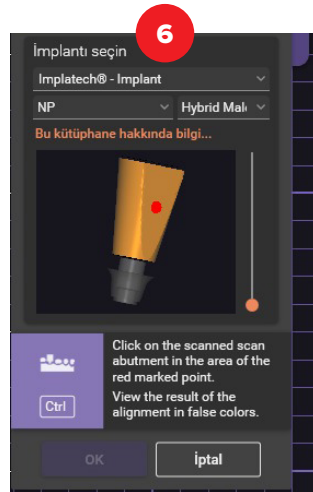 6
İmplantı seçin
Implatech® - Implant
NP
Hybrid Mal
Bu kütüphane hakkında bilgi...
Click on the scanned scan
abutment in the area of the
red marked point.
Ctrl
View the result of the
alignment in false colors.
OK
İptal